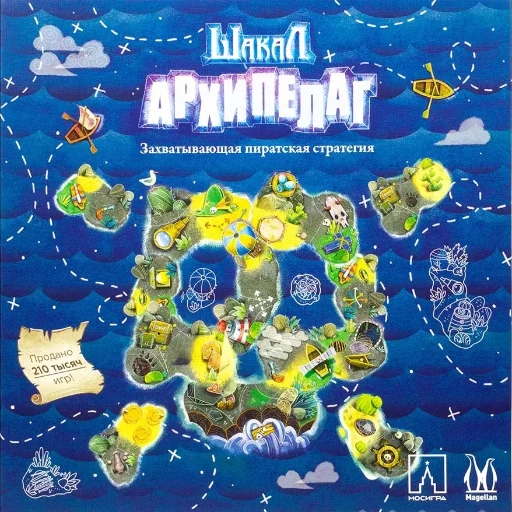 Шакал
АРХИПЕЛАГ
Захватывающая пиратская стратегия
Продано
210 тысяч
игр!
МОСИГРА
Magellan